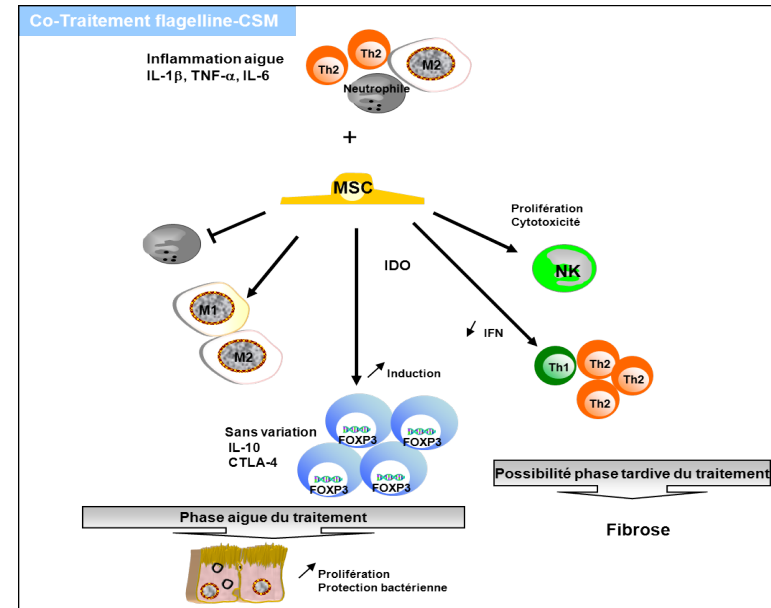 Co-Traitement flagelline-CSM
Inflammation aigue
IL-1β, TNF-α, IL-6
Th2
Th2
M2
Neutrophile
+
MSC
Prolifération
Cytotoxicité
NK
IDO
M1
M2
IFN
Induction
Th1
Th2
Th2
Th2
Sans variation
IL-10
CTLA-4
FOXP3
FOXP3
FOXP3
FOXP3
Possibilité phase tardive du traitement
Fibrose
Phase aigue du traitement
Prolifération
Protection bactérienne